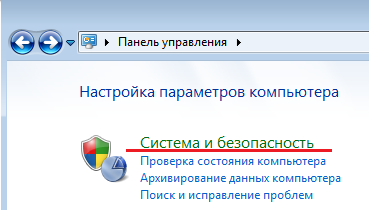 Панель управления
Настройка параметров компьютера
Система и безопасность
Проверка состояния компьютера
Архивирование данных компьютера
Поиск и исправление проблем